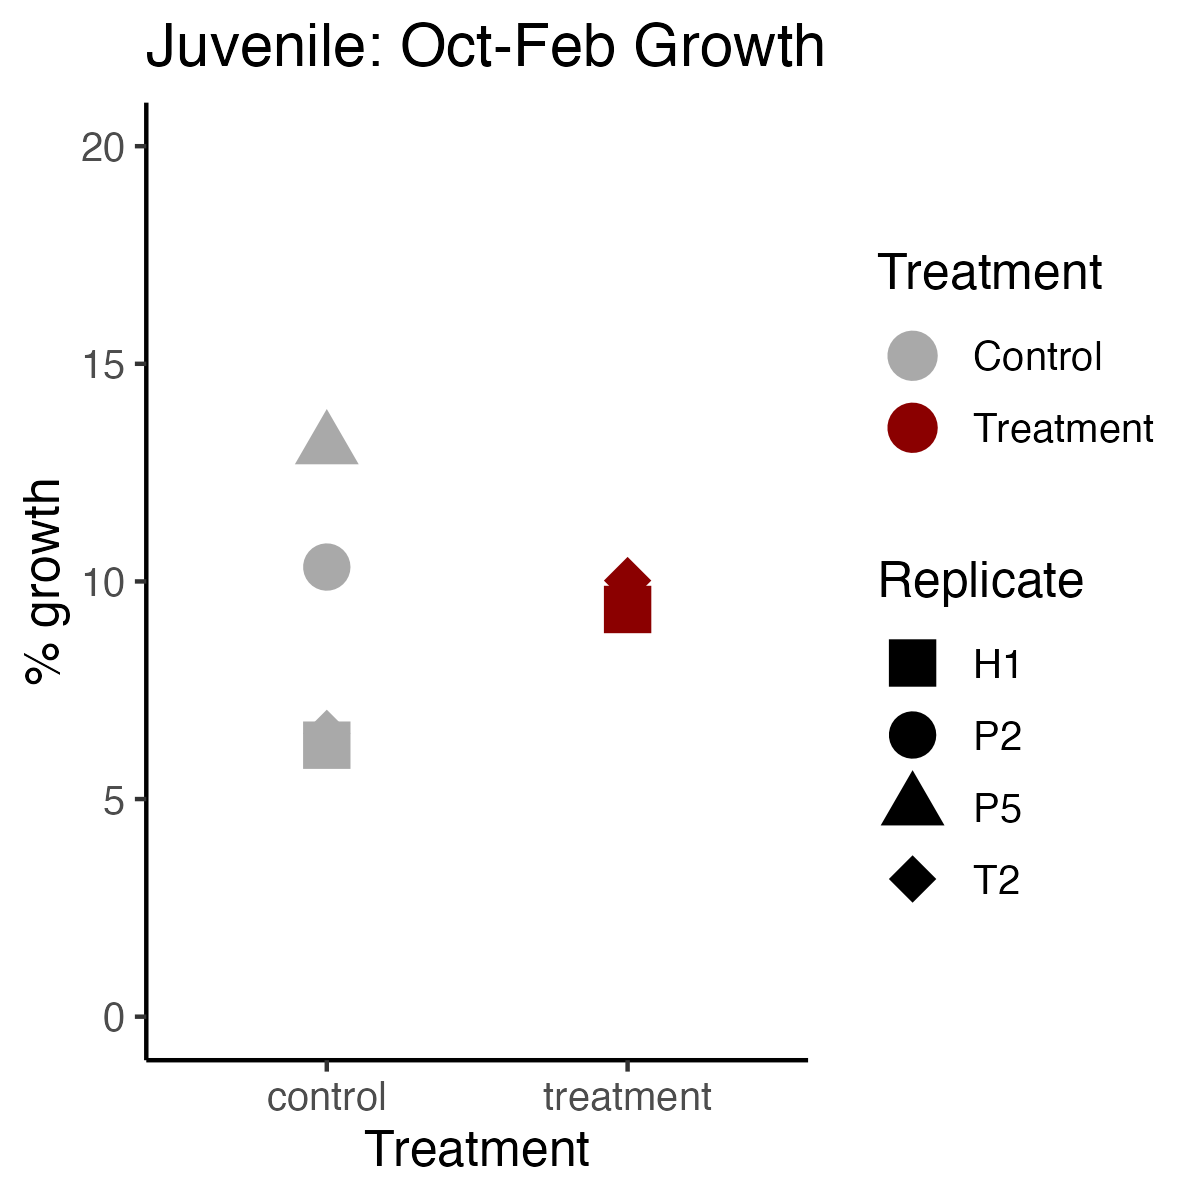 Juvenile: Oct-Feb Growth
20
15
10
5
0
% growth
control
treatment
Treatment
Treatment
Control
Treatment
Replicate
H1
P2
P5
T2